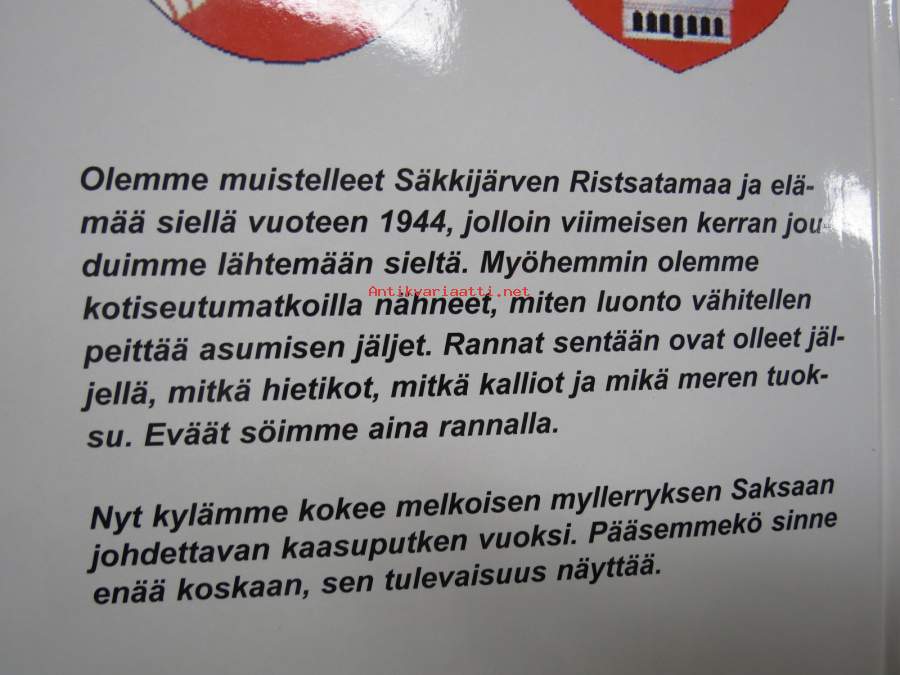 Olemme muistelleet Säkkijärven Ristsatamaa ja elä-
mää siellä vuoteen 1944, jolloin viimeisen kerran jou-
duimme lähtemään sieltä. Myöhemmin olemme
Antikvariaatti.net
kotiseutumatkoilla nähneet, miten luonto vähitellen
peittää asumisen jäljet. Rannat sentään ovat olleet jäl-
jellä, mitkä hietikot, mitkä kalliot ja mikä meren tuok-
su. Eväät söimme aina rannalla.
Nyt kylämme kokee melkoisen myllerryksen Saksaan
johdettavan kaasuputken vuoksi. Pääsemmekö sinne
enää koskaan, sen tulevaisuus näyttää.